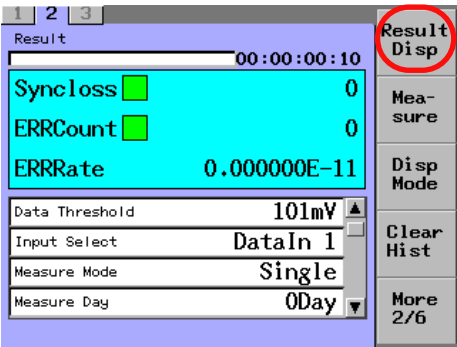 1 2 3
Result
00:00:00:10
Syncloss 0
ERRCount 0
ERRRate 0.000000E-11
Data Threshold 101mV
Input Select DataIn 1
Measure Mode Single
Measure Day 0Day
Result
Disp
Mea-
sure
Disp
Mode
Clear
Hist
More
2/6